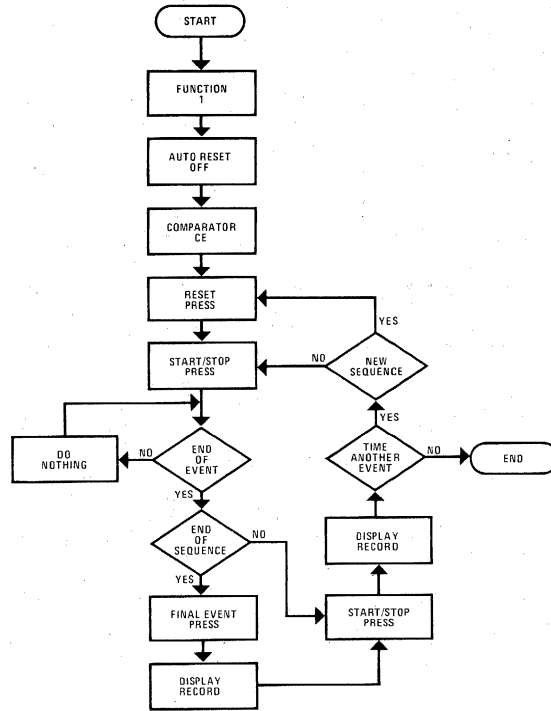 START
FUNCTION
1
AUTO RESET
OFF
COMPARATOR
CE
RESET
PRESS
YES
START/STOP
PRESS
NO
NEW
SEQUENCE
YES
DO
NOTHING
NO
END
OF
EVENT
TIME
ANOTHER
EVENT
NO
END
YES
END
OF
SEQUENCE
NO
DISPLAY
RECORD
YES
FINAL EVENT
PRESS
START/STOP
PRESS
DISPLAY
RECORD